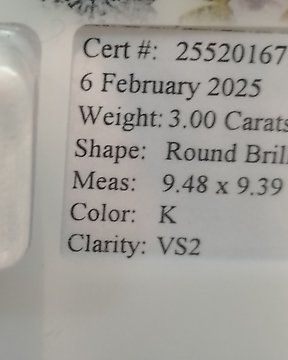 Cert #: 25520167
6 February 2025
Weight: 3.00 Carats
Shape: Round Bril
Meas: 9.48 x 9.39
Color: K
Clarity: VS2